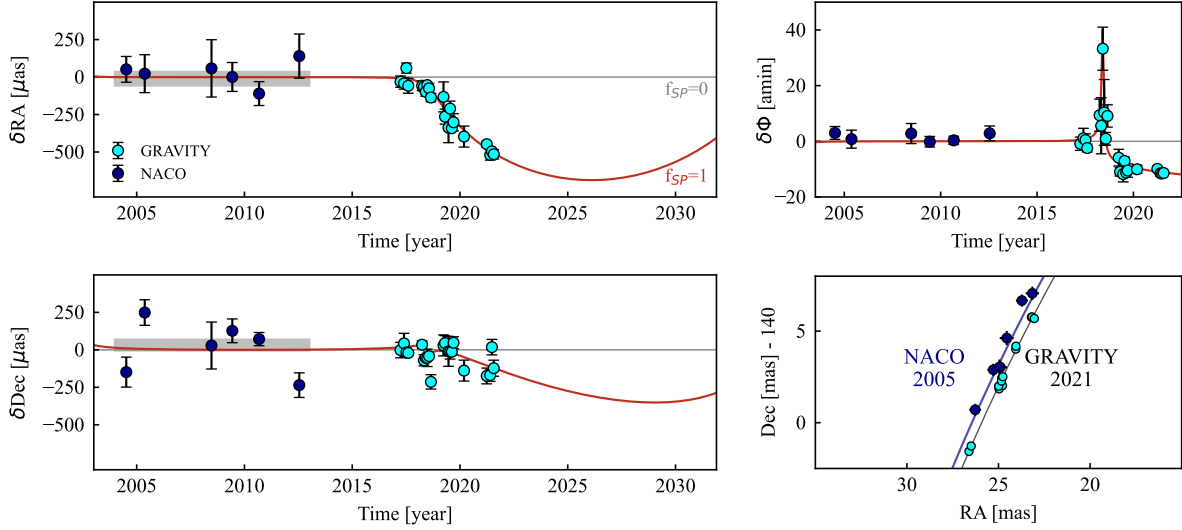 250
0
−250
−500
δRA [μas]
f_SP=0
f_SP=1
GRAVITY
NACO
2005
2010
2015
2020
2025
2030
Time [year]
40
20
0
−20
δΦ [amin]
2005
2010
2015
2020
Time [year]
250
0
−250
−500
δDec [μas]
2005
2010
2015
2020
2025
2030
Time [year]
5
0
Dec [mas] - 140
NACO
2005
GRAVITY
2021
30
25
20
RA [mas]